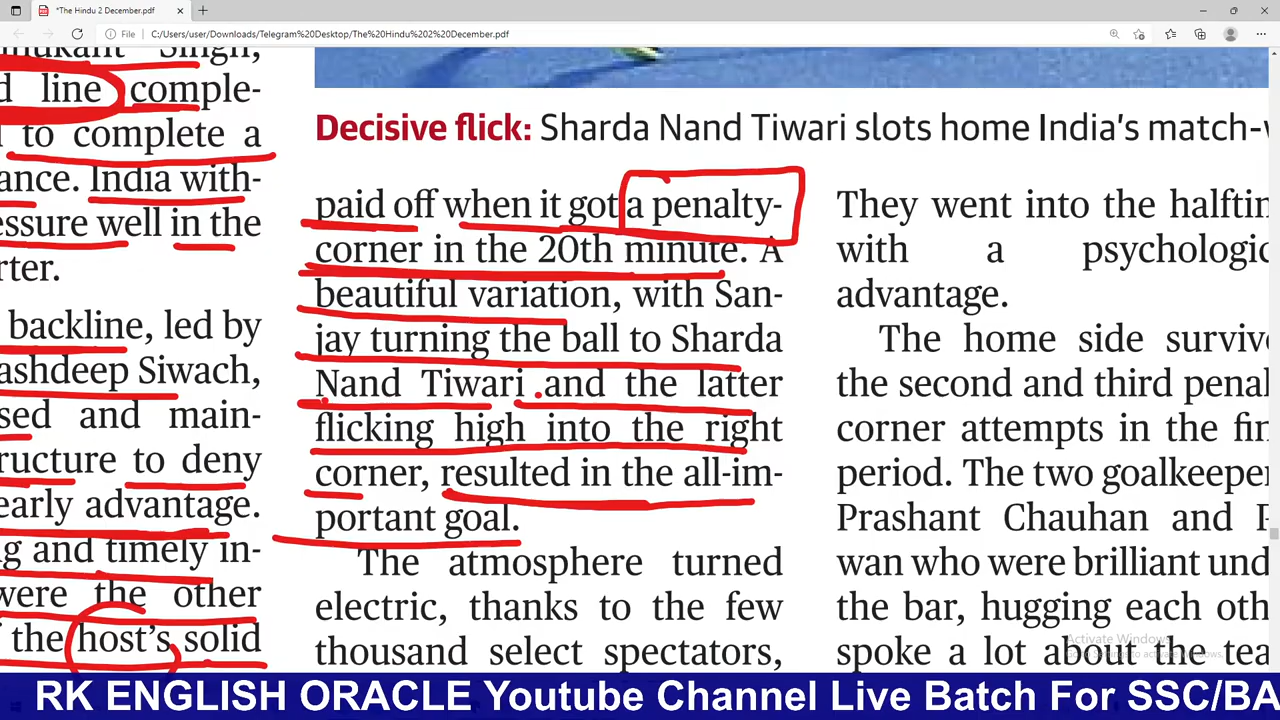 *The Hindu 2 December.pdf
File
C:/Users/user/Downloads/Telegram%20Desktop/The%20Hindu%202%20December.pdf
Singh,
line comple-
to complete a
ance. India with-
essure well in the
rter.
backline, led by
ashdeep Siwach,
sed and main-
ructure to deny
early advantage.
g and timely in-
were the other
the host's solid
Decisive flick: Sharda Nand Tiwari slots home India's match-
paid off when it got a penalty-
corner in the 20th minute. A
beautiful variation, with San-
jay turning the ball to Sharda
Nand Tiwari and the latter
flicking high into the right
corner, resulted in the all-im-
portant goal.
The atmosphere turned
electric, thanks to the few
thousand select spectators,
They went into the halftim
with a psychologic
advantage.
The home side survive
the second and third penal
corner attempts in the fin
period. The two goalkeeper
Prashant Chauhan and
wan who were brilliant und
the bar, hugging each oth
spoke a lot about the tea
Activate Windows
RK ENGLISH ORACLE Youtube Channel Live Batch For SSC/BA